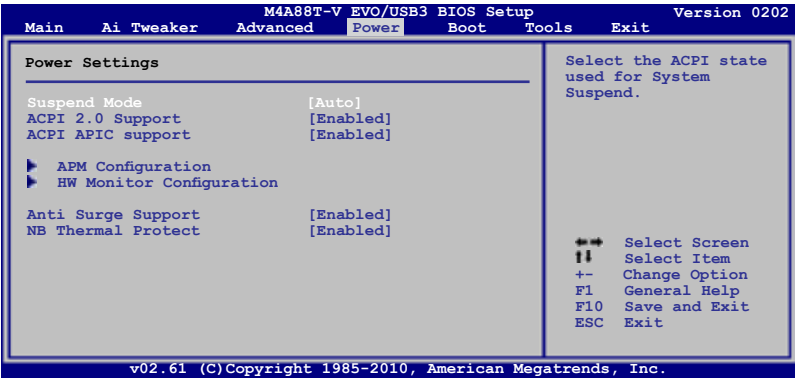 M4A88T-V EVO/USB3 BIOS Setup Version 0202
Main Ai Tweaker Advanced Power Boot Tools Exit
Power Settings
Suspend Mode [Auto]
ACPI 2.0 Support [Enabled]
ACPI APIC support [Enabled]
APM Configuration
HW Monitor Configuration
Anti Surge Support [Enabled]
NB Thermal Protect [Enabled]
Select the ACPI state
used for System
Suspend.
Select Screen
Select Item
+- Change Option
F1 General Help
F10 Save and Exit
ESC Exit
v02.61 (C)Copyright 1985-2010, American Megatrends, Inc.